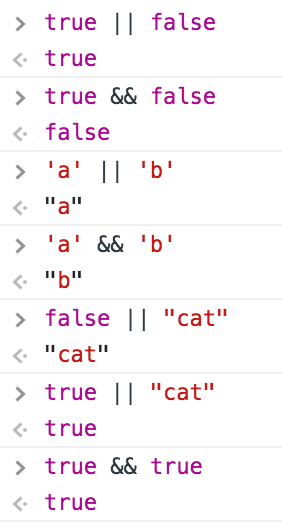 > true || false
< true
> true && false
< false
> 'a' || 'b'
< "a"
> 'a' && 'b'
< "b"
> false || "cat"
< "cat"
> true || "cat"
< true
> true && true
< true